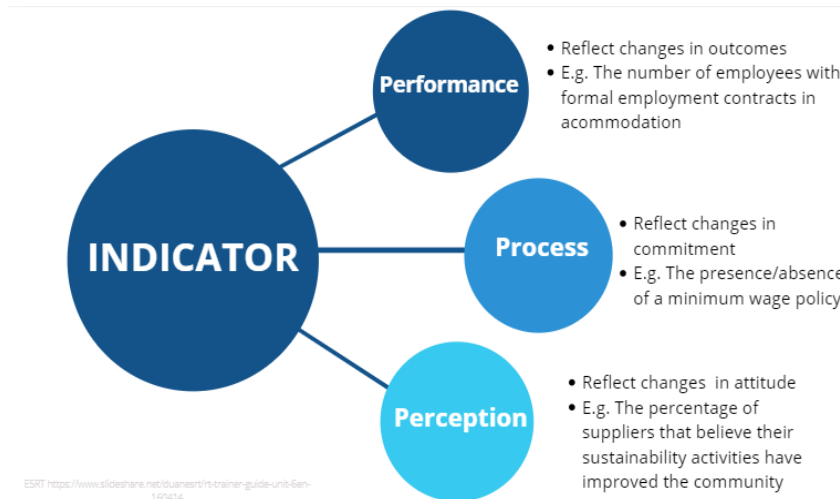 Performance
• Reflect changes in outcomes
• E.g. The number of employees with
formal employment contracts in
acommodation
INDICATOR
Process
• Reflect changes in
commitment
• E.g. The presence/absence
of a minimum wage policy
Perception
• Reflect changes in attitude
• E.g. The percentage of
suppliers that believe their
sustainability activities have
improved the community
ESRT https://www.slideshare.net/duanesrt/rt-trainer-guide-unit-6en-
160414